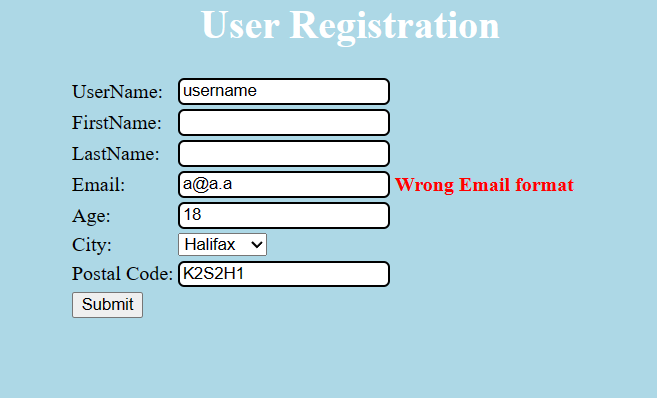 User Registration
UserName: username
FirstName:
LastName:
Email: a@a.a Wrong Email format
Age: 18
City: Halifax
Postal Code: K2S2H1
Submit